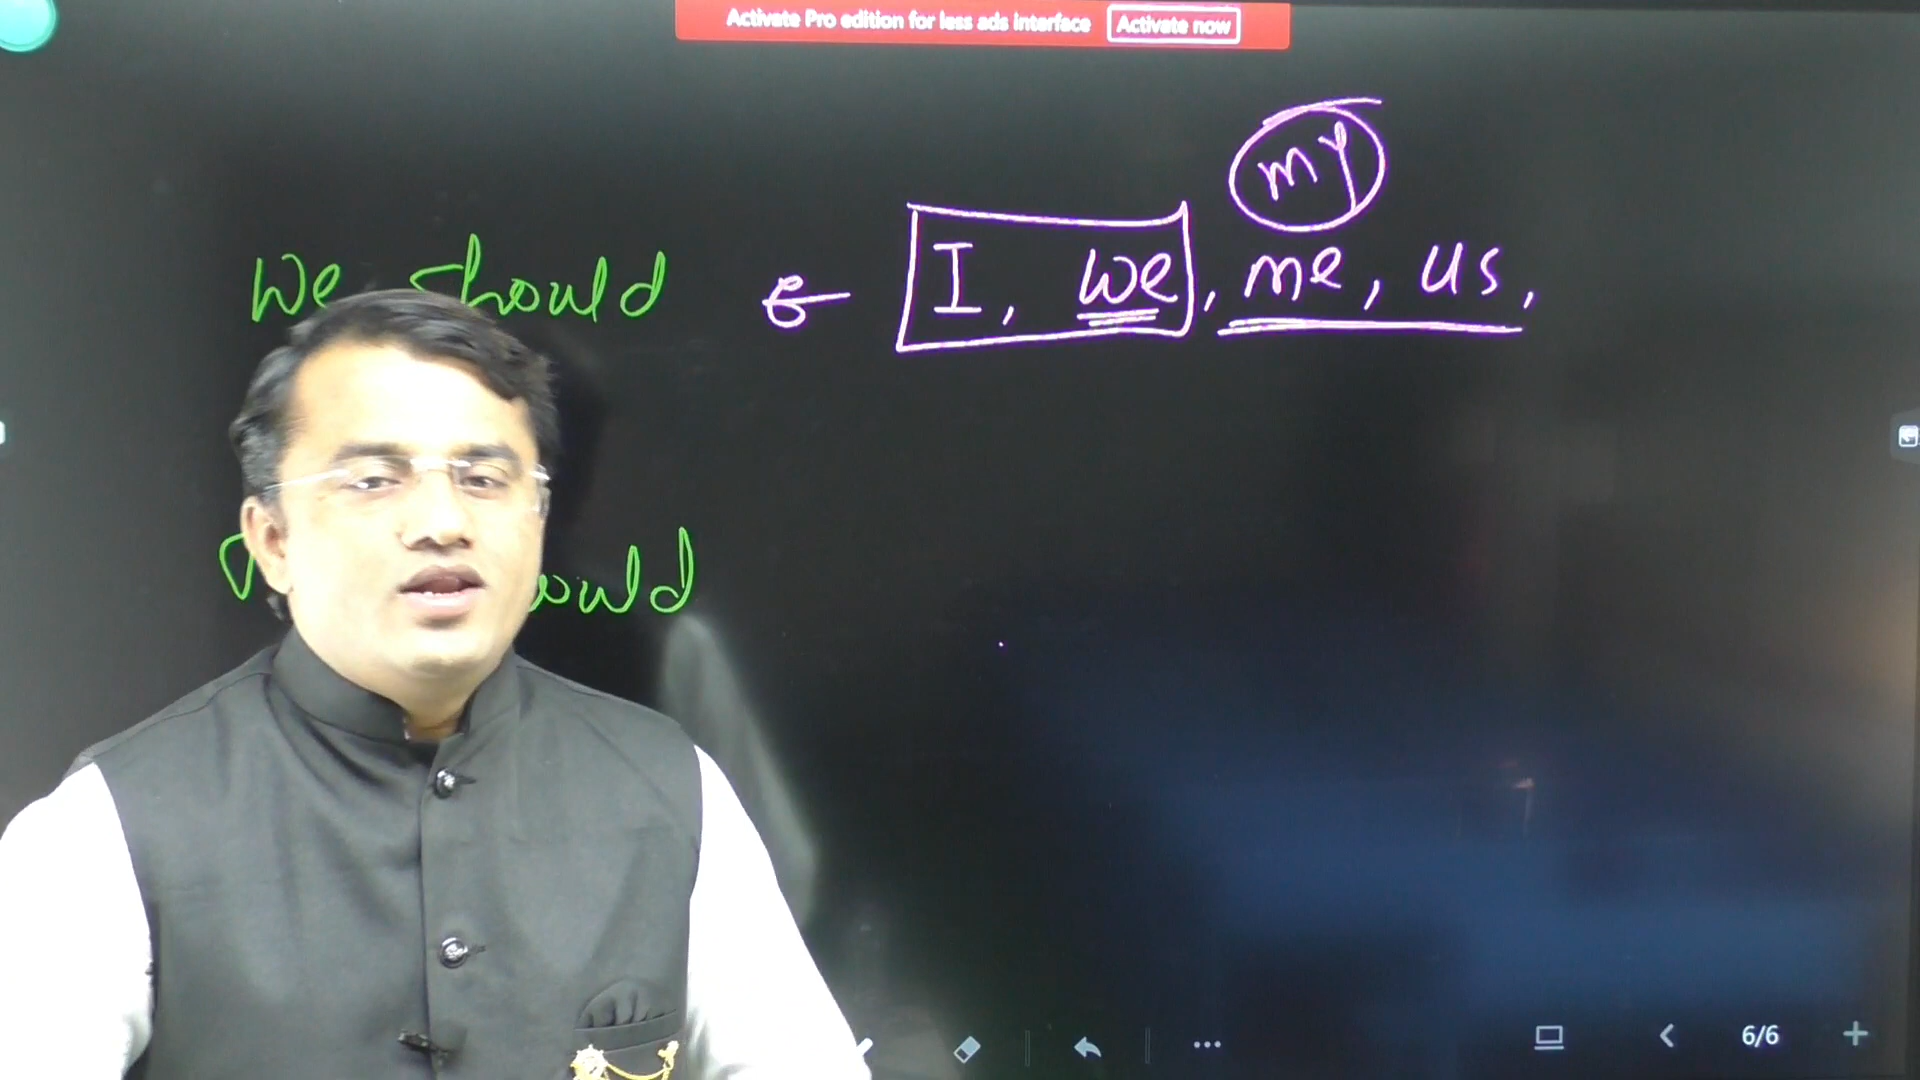 Activate Pro edition for less ads interface Activate now
my
We should I, we, me, us,
ould
6/6